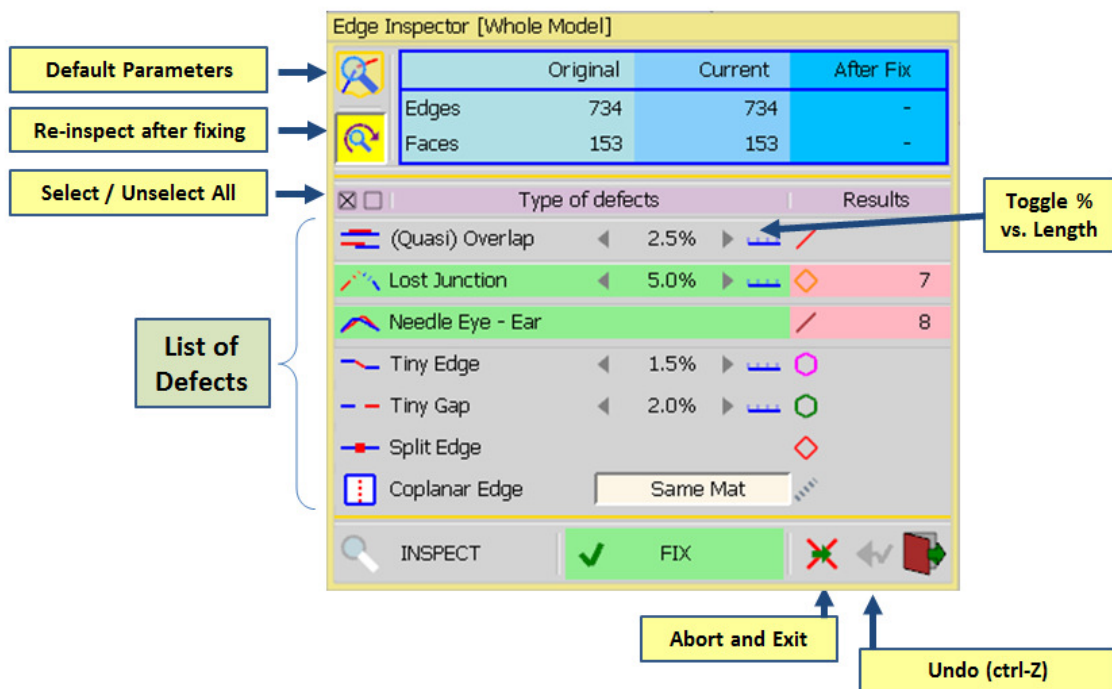 Edge Inspector [Whole Model]
Default Parameters
Original Current After Fix
Edges 734 734 -
Re-inspect after fixing
Faces 153 153 -
Select / Unselect All
Type of defects Results
Toggle %
vs. Length
(Quasi) Overlap 2.5%
Lost Junction 5.0% 7
Needle Eye - Ear 8
List of
Defects
Tiny Edge 1.5%
Tiny Gap 2.0%
Split Edge
Coplanar Edge Same Mat
INSPECT FIX
Abort and Exit
Undo (ctrl-Z)